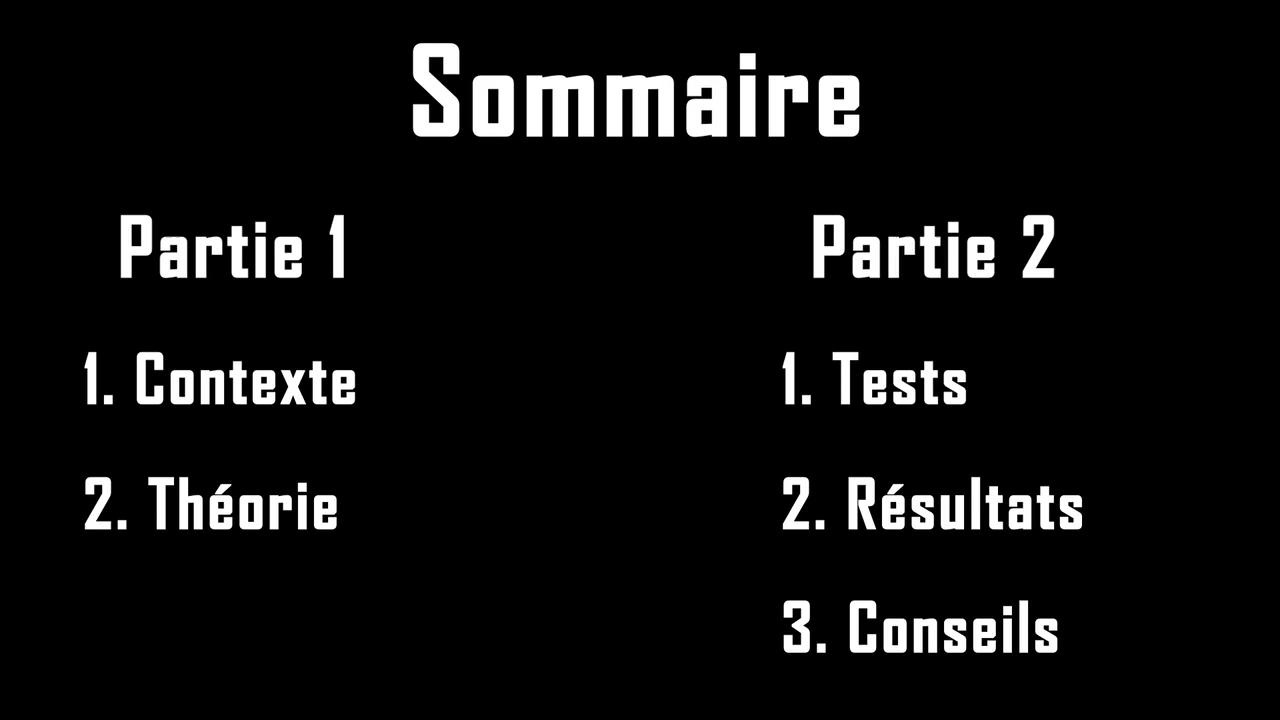 Sommaire
Partie 1
1. Contexte
2. Théorie
Partie 2
1. Tests
2. Résultats
3. Conseils